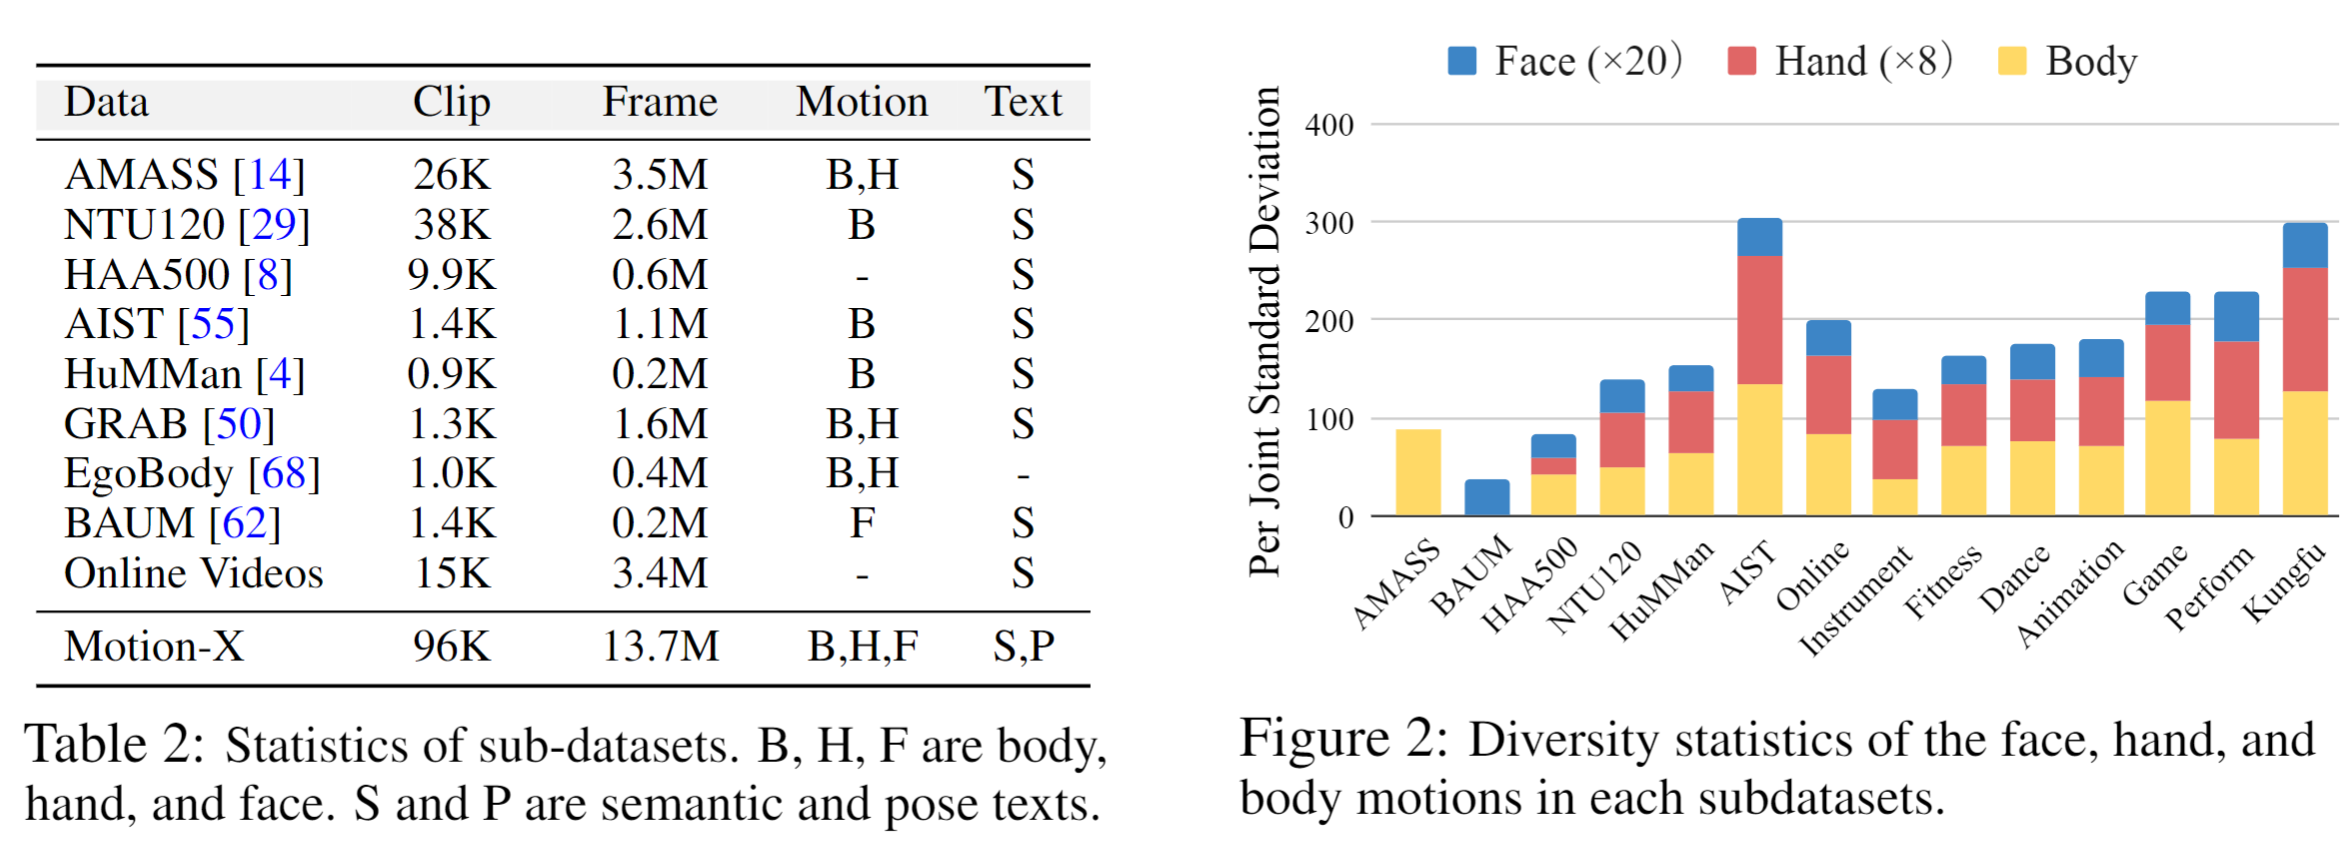 Data Clip Frame Motion Text
AMASS [14] 26K 3.5M B,H S
NTU120 [29] 38K 2.6M B S
HAA500 [8] 9.9K 0.6M - S
AIST [55] 1.4K 1.1M B S
HuMMan [4] 0.9K 0.2M B S
GRAB [50] 1.3K 1.6M B,H S
EgoBody [68] 1.0K 0.4M B,H -
BAUM [62] 1.4K 0.2M F S
Online Videos 15K 3.4M - S
Motion-X 96K 13.7M B,H,F S,P
Table 2: Statistics of sub-datasets. B, H, F are body,
hand, and face. S and P are semantic and pose texts.
Face (×20) Hand (×8) Body
Per Joint Standard Deviation
400
300
200
100
0
AMASS
BAUM
HAA500
NTU120
HuMMan
AIST
Online
Instrument
Fitness
Dance
Animation
Game
Perform
Kungfu
Figure 2: Diversity statistics of the face, hand, and
body motions in each subdatasets.